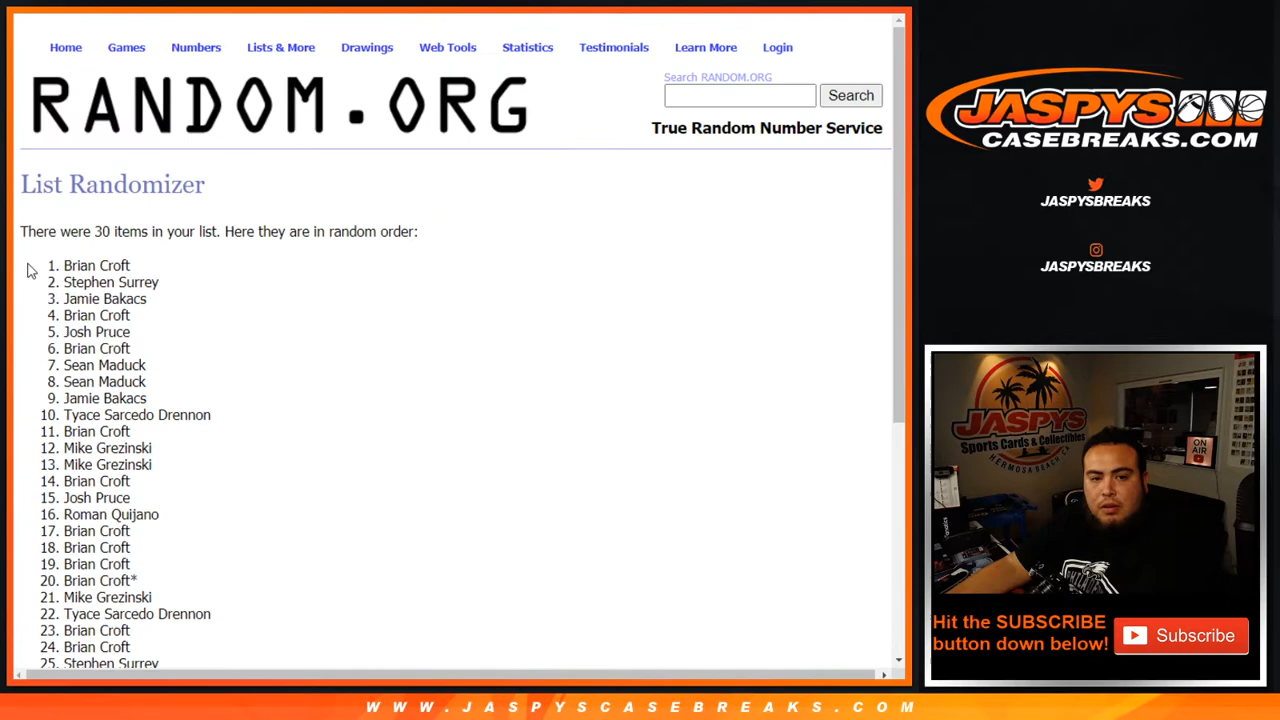 Home Games Numbers Lists & More Drawings Web Tools Statistics Testimonials Learn More Login
RANDOM.ORG
Search RANDOM.ORG
Search
True Random Number Service
List Randomizer
There were 30 items in your list. Here they are in random order:
1. Brian Croft
2. Stephen Surrey
3. Jamie Bakacs
4. Brian Croft
5. Josh Pruce
6. Brian Croft
7. Sean Maduck
8. Sean Maduck
9. Jamie Bakacs
10. Tyace Sarcedo Drennon
11. Brian Croft
12. Mike Grezinski
13. Mike Grezinski
14. Brian Croft
15. Josh Pruce
16. Roman Quijano
17. Brian Croft
18. Brian Croft
19. Brian Croft
20. Brian Croft*
21. Mike Grezinski
22. Tyace Sarcedo Drennon
23. Brian Croft
24. Brian Croft
25. Stephen Surrey
JASPYS
CASEBREAKS.COM
JASPYSBREAKS
JASPYSBREAKS
JASPYS
Sports Cards & Collectibles
HERMOSA BEACH, CA
ON AIR
Hit the SUBSCRIBE
button down below!
Subscribe
WWW.JASPYSCASEBREAKS.COM